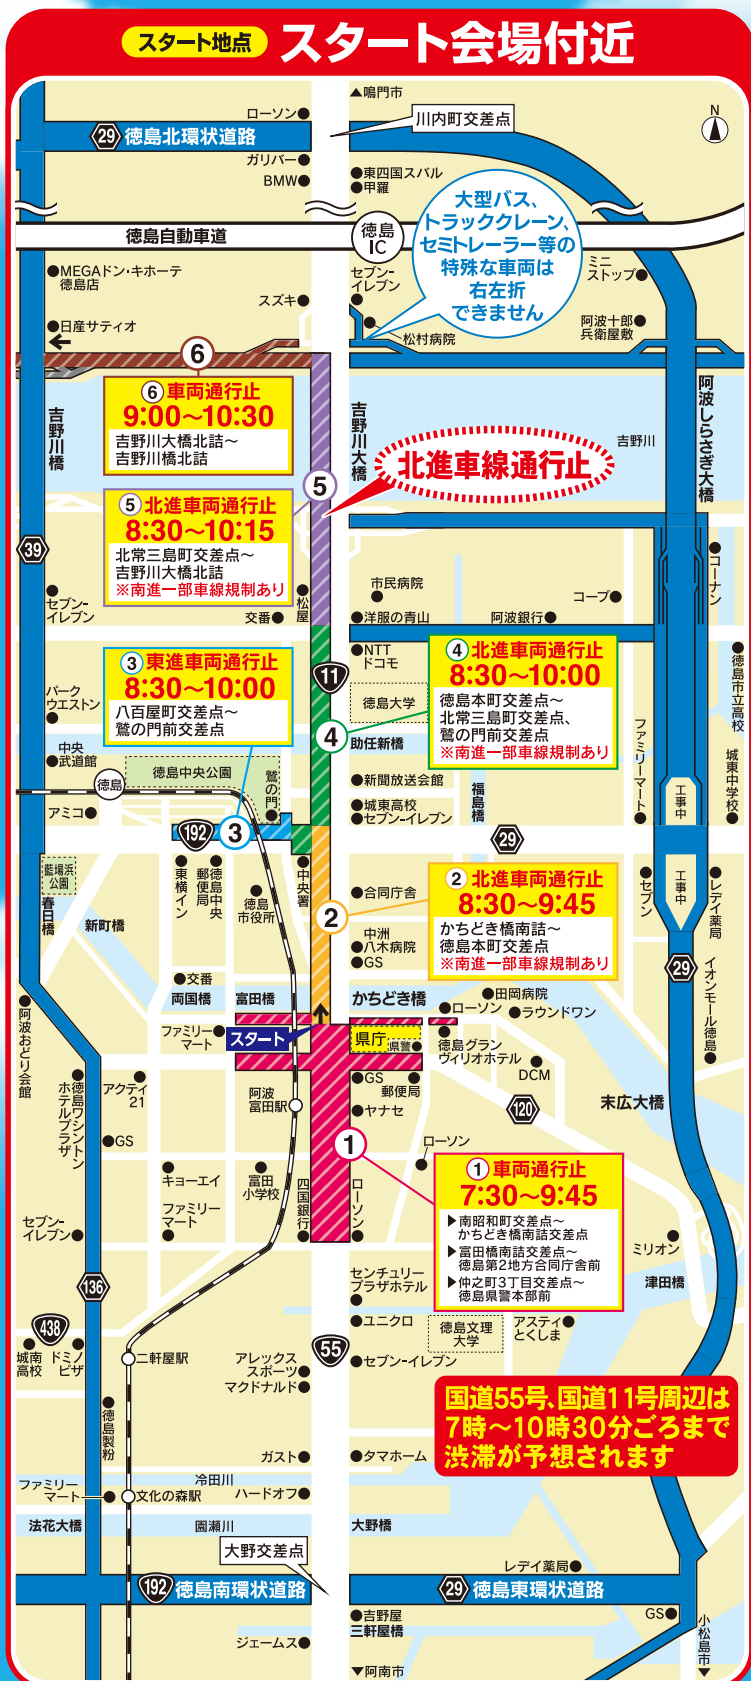 スタート地点 スタート会場付近
▲鳴門市
N
ローソン
川内町交差点
29 徳島北環状道路
ガリバー
BMW
東四国スバル
甲羅
大型バス、
トラッククレーン、
セミトレーラー等の
特殊な車両は
右左折
できません
徳島自動車道
徳島
IC
MEGAドン・キホーテ
徳島店
セブン-
イレブン
ミニ
ストップ
スズキ
日産サティオ
松村病院
阿波十郎
兵衛屋敷
6
6 車両通行止
9:00〜10:30
吉野川大橋北詰〜
吉野川橋北詰
吉野川橋
吉野川大橋
吉野川
阿波しらさぎ大橋
北進車線通行止
5
5 北進車両通行止
8:30〜10:15
北常三島町交差点〜
吉野川大橋北詰
※南進一部車線規制あり
39
コーナン
セブン-
イレブン
交番
松屋
市民病院
コープ
洋服の青山
阿波銀行
NTT
ドコモ
3 東進車両通行止
8:30〜10:00
八百屋町交差点〜
鷲の門前交差点
11
4 北進車両通行止
8:30〜10:00
徳島本町交差点〜
北常三島町交差点、
鷲の門前交差点
※南進一部車線規制あり
徳島市立高校
パーク
ウエストン
徳島大学
4
助任新橋
中央
武道館
徳島中央公園
徳島
鷲の門
新聞放送会館
福島橋
ファミリーマート
城東中学校
工事中
アミコ
城東高校
セブン-イレブン
192
3
29
藍場浜
公園
春日橋
新町橋
東横イン
徳島中央
郵便局
徳島
市役所
中央署
合同庁舎
2
2 北進車両通行止
8:30〜9:45
かちどき橋南詰〜
徳島本町交差点
※南進一部車線規制あり
工事中
セブン
レデイ薬局
中洲
八木病院
GS
29
イオンモール徳島
交番
両国橋
富田橋
かちどき橋
田岡病院
ローソン
ラウンドワン
阿波おどり会館
ファミリー
マート
スタート
県庁
県警
徳島グラン
ヴィリオホテル
DCM
徳島ワシントン
ホテルプラザ
アクティ
21
阿波
富田駅
GS
郵便局
ヤナセ
120
末広大橋
GS
1
ローソン
1 車両通行止
7:30〜9:45
▶南昭和町交差点〜
かちどき橋南詰交差点
▶富田橋南詰交差点〜
徳島第2地方合同庁舎前
▶仲之町3丁目交差点〜
徳島県警本部前
キョーエイ
富田
小学校
四国銀行
ローソン
ファミリー
マート
セブン-
イレブン
ミリオン
津田橋
136
センチュリー
プラザホテル
438
ユニクロ
徳島文理
大学
アスティ
とくしま
55
城南
高校
ドミノ
ピザ
二軒屋駅
アレックス
スポーツ
マクドナルド
セブン-イレブン
国道55号、国道11号周辺は
7時〜10時30分ごろまで
渋滞が予想されます
徳島製粉
ガスト
タマホーム
冷田川
ファミリー
マート
文化の森駅
ハードオフ
法花大橋
園瀬川
大野橋
大野交差点
レデイ薬局
192 徳島南環状道路
29 徳島東環状道路
吉野屋
三軒屋橋
GS
小松島市▼
ジェームス
▼阿南市